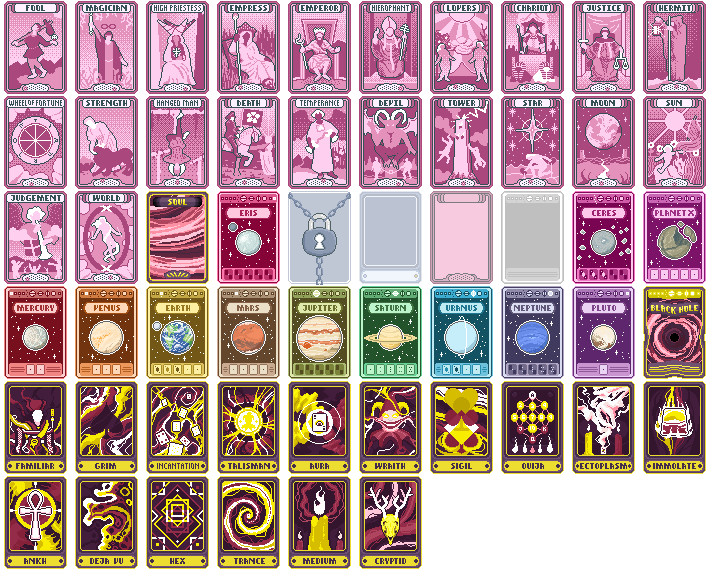 FOOL
MAGICIAN
HIGH PRIESTESS
EMPRESS
EMPEROR
HIEROPHANT
LOVERS
CHARIOT
JUSTICE
HERMIT
WHEEL OF FORTUNE
STRENGTH
HANGED MAN
DEATH
TEMPERANCE
DEVIL
TOWER
STAR
MOON
SUN
JUDGEMENT
WORLD
SOUL
ERIS
CERES
PLANET X
MERCURY
VENUS
EARTH
MARS
JUPITER
SATURN
URANUS
NEPTUNE
PLUTO
BLACK HOLE
FAMILIAR
GRIM
INCANTATION
TALISMAN
AURA
WRAITH
SIGIL
OUIJA
ECTOPLASM
IMMOLATE
ANKH
DEJA VU
HEX
TRANCE
MEDIUM
CRYPTID